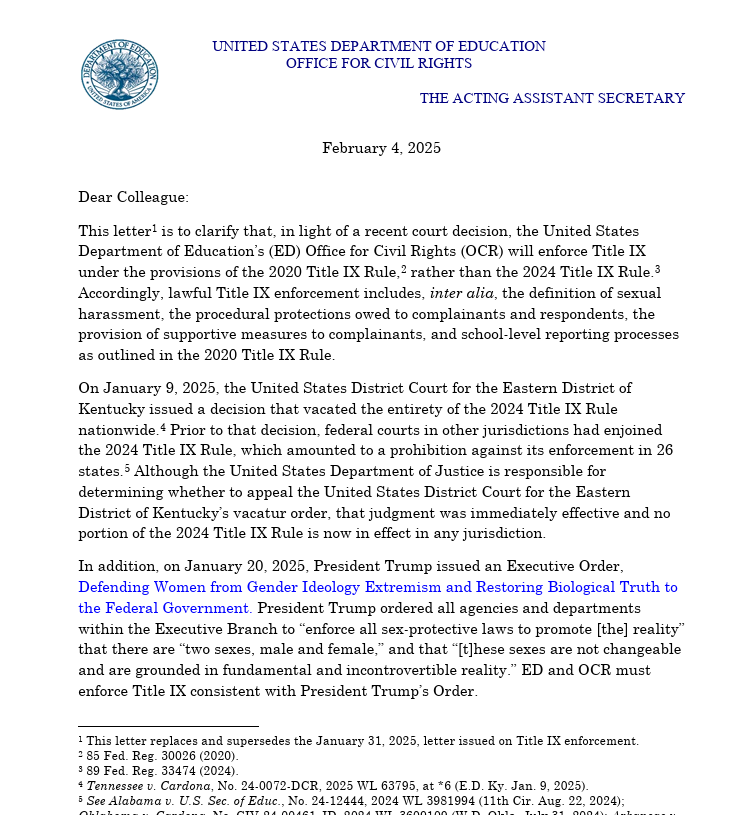 DEPARTMENT OF EDUCATION
UNITED STATES OF AMERICA
UNITED STATES DEPARTMENT OF EDUCATION
OFFICE FOR CIVIL RIGHTS
THE ACTING ASSISTANT SECRETARY
February 4, 2025
Dear Colleague:
This letter¹ is to clarify that, in light of a recent court decision, the United States
Department of Education’s (ED) Office for Civil Rights (OCR) will enforce Title IX
under the provisions of the 2020 Title IX Rule,² rather than the 2024 Title IX Rule.³
Accordingly, lawful Title IX enforcement includes, inter alia, the definition of sexual
harassment, the procedural protections owed to complainants and respondents, the
provision of supportive measures to complainants, and school-level reporting processes
as outlined in the 2020 Title IX Rule.
On January 9, 2025, the United States District Court for the Eastern District of
Kentucky issued a decision that vacated the entirety of the 2024 Title IX Rule
nationwide.⁴ Prior to that decision, federal courts in other jurisdictions had enjoined
the 2024 Title IX Rule, which amounted to a prohibition against its enforcement in 26
states.⁵ Although the United States Department of Justice is responsible for
determining whether to appeal the United States District Court for the Eastern
District of Kentucky’s vacatur order, that judgment was immediately effective and no
portion of the 2024 Title IX Rule is now in effect in any jurisdiction.
In addition, on January 20, 2025, President Trump issued an Executive Order,
Defending Women from Gender Ideology Extremism and Restoring Biological Truth to
the Federal Government. President Trump ordered all agencies and departments
within the Executive Branch to “enforce all sex-protective laws to promote [the] reality”
that there are “two sexes, male and female,” and that “[t]hese sexes are not changeable
and are grounded in fundamental and incontrovertible reality.” ED and OCR must
enforce Title IX consistent with President Trump’s Order.
¹ This letter replaces and supersedes the January 31, 2025, letter issued on Title IX enforcement.
² 85 Fed. Reg. 30026 (2020).
³ 89 Fed. Reg. 33474 (2024).
⁴ Tennessee v. Cardona, No. 24-0072-DCR, 2025 WL 63795, at *6 (E.D. Ky. Jan. 9, 2025).
⁵ See Alabama v. U.S. Sec. of Educ., No. 24-12444, 2024 WL 3981994 (11th Cir. Aug. 22, 2024);